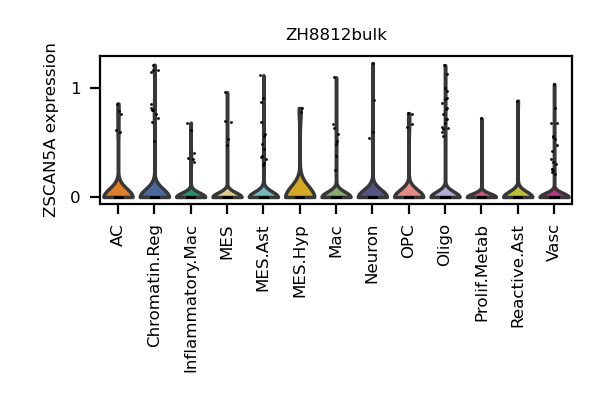 ZH8812bulk
ZSCAN5A expression
1
0
AC
Chromatin.Reg
Inflammatory.Mac
MES
MES.Ast
MES.Hyp
Mac
Neuron
OPC
Oligo
Prolif.Metab
Reactive.Ast
Vasc